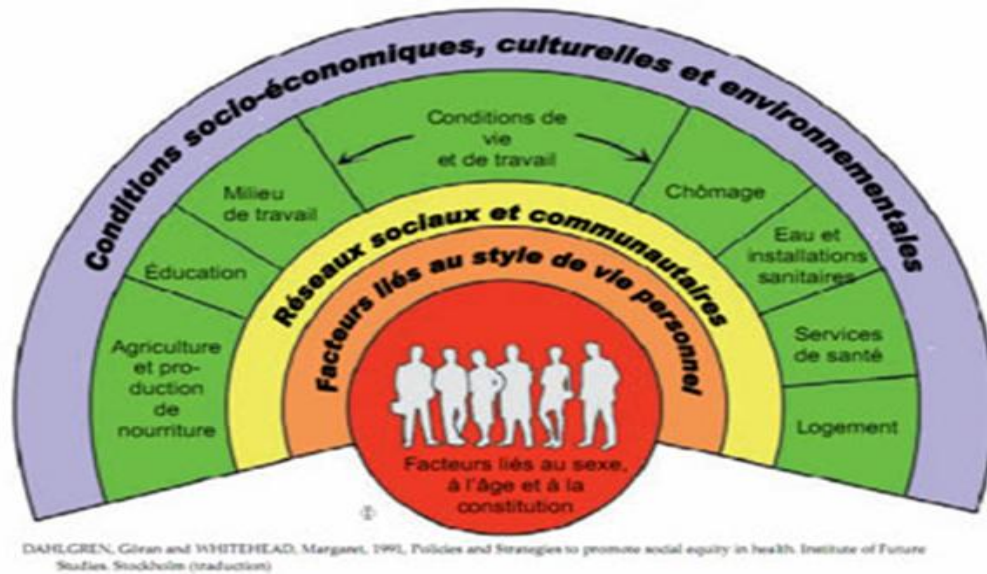 Conditions socio-économiques, culturelles et environnementales
Conditions de
vie
et de travail
Milieu
de travail
Chômage
Éducation
Eau et
installations
sanitaires
Agriculture
et pro-
duction
de
nourriture
Services
de santé
Logement
Réseaux sociaux et communautaires
Facteurs liés au style de vie personnel
Facteurs liés au sexe,
à l'âge et à la
constitution
DAHLGREN, Göran and WHITEHEAD, Margaret, 1991, Policies and Strategies to promote social equity in health. Institute of Future
Studies. Stockholm (traduction)